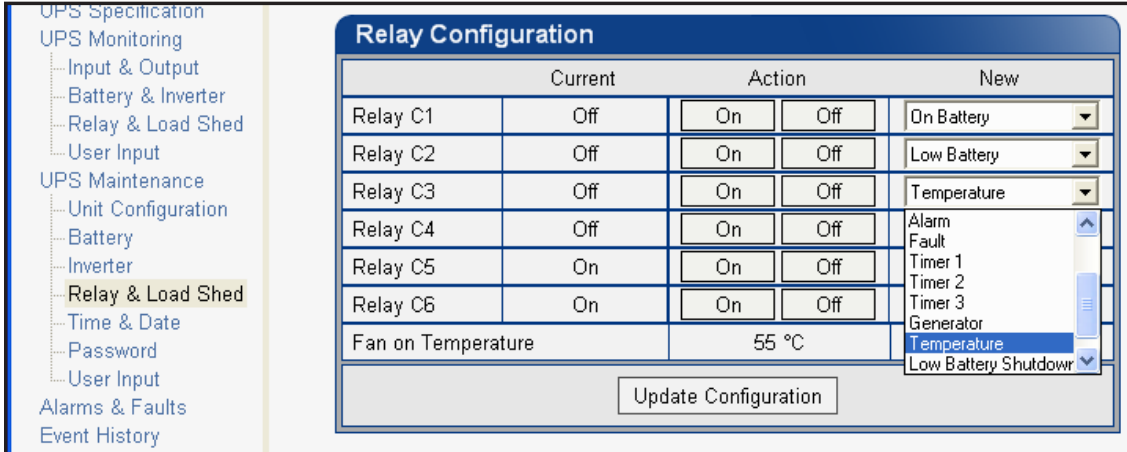 UPS Specification
UPS Monitoring
Input & Output
Battery & Inverter
Relay & Load Shed
User Input
UPS Maintenance
Unit Configuration
Battery
Inverter
Relay & Load Shed
Time & Date
Password
User Input
Alarms & Faults
Event History
Relay Configuration
Current Action New
Relay C1 Off On Off On Battery
Relay C2 Off On Off Low Battery
Relay C3 Off On Off Temperature
Relay C4 Off On Off
Relay C5 On On Off
Relay C6 On On Off
Fan on Temperature 55 °C
Alarm
Fault
Timer 1
Timer 2
Timer 3
Generator
Temperature
Low Battery Shutdown
Update Configuration